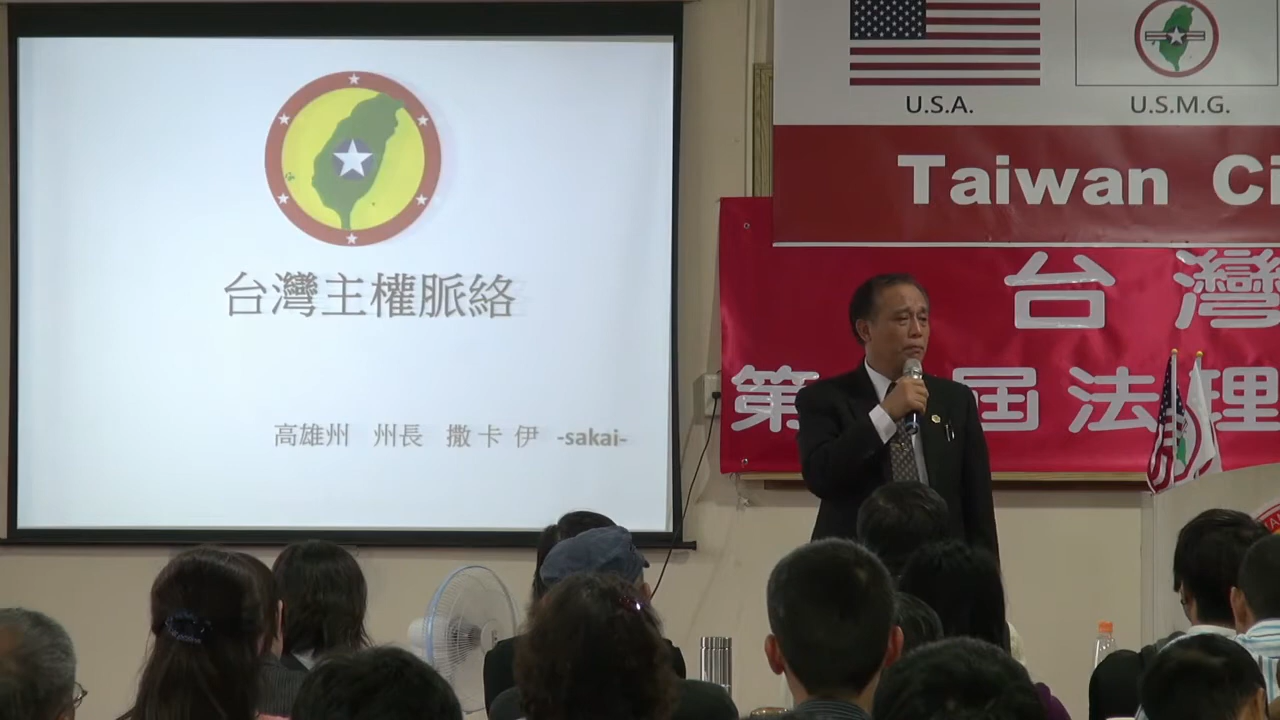 台灣主權脈絡
高雄州 州長 撒卡伊 -sakai-
U.S.A.
U.S.M.G.
Taiwan Ci
台灣
第 屆法理